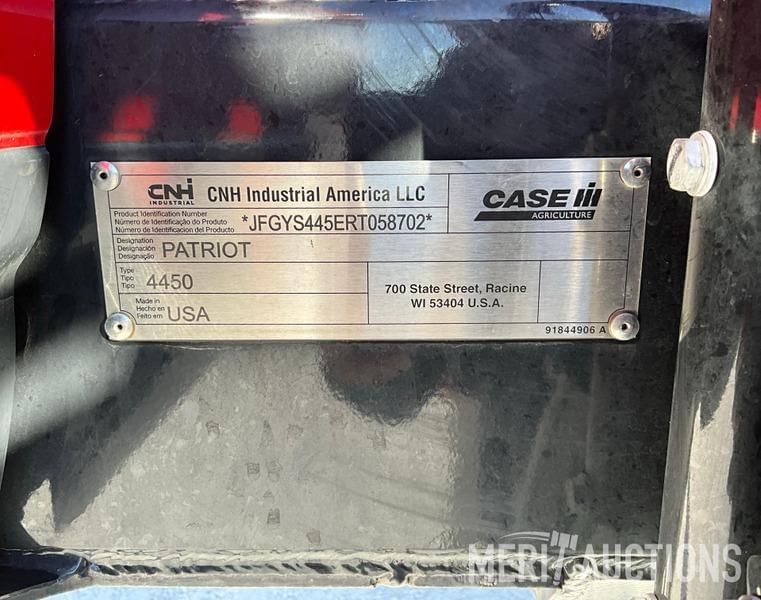 CNH
INDUSTRIAL
CNH Industrial America LLC
CASE IH
AGRICULTURE
Product Identification Number
Número de Identificação do Produto
Número de Identificacion del Producto
*JFGYS445ERT058702*
Designation
Designación
Designação
PATRIOT
Type
Tipo
Tipo
4450
700 State Street, Racine
WI 53404 U.S.A.
Made in
Hecho en
Feito em
USA
91844906 A
MERIT AUCTIONS